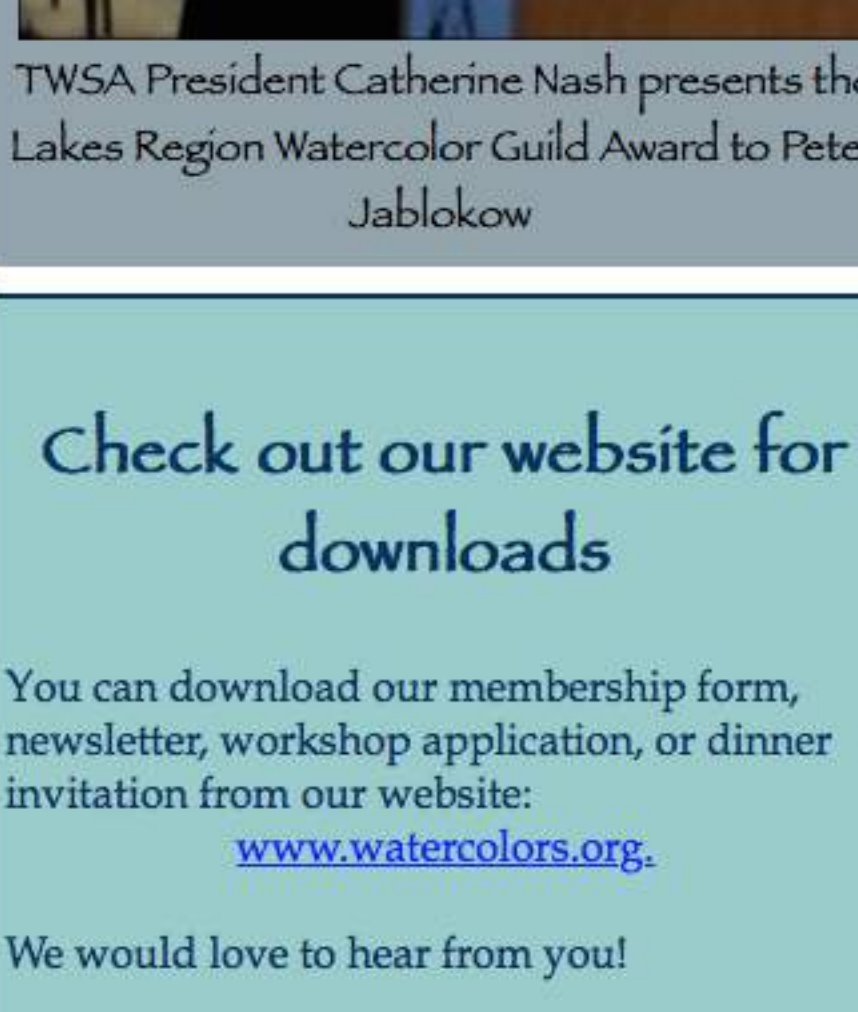 TWSA President Catherine Nash presents the
Lakes Region Watercolor Guild Award to Pete
Jablokow
Check out our website for
downloads
You can download our membership form,
newsletter, workshop application, or dinner
invitation from our website:
www.watercolors.org.
We would love to hear from you!